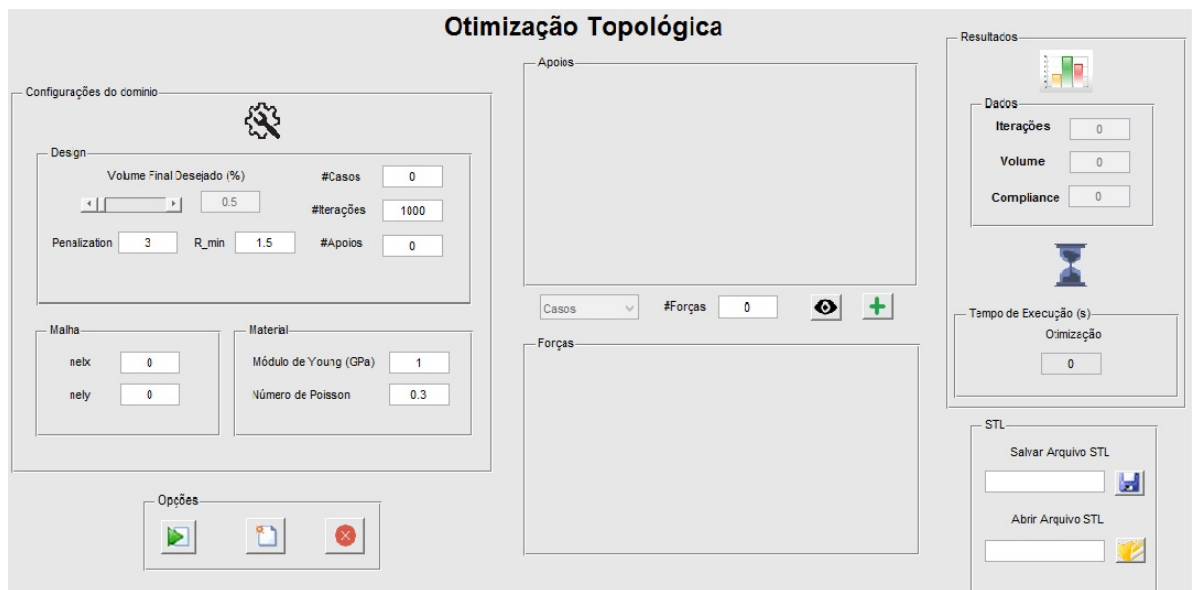 Otimização Topológica
Configurações do dominio
Design
Volume Final Desejado (%)
0.5
#Casos 0
#Iterações 1000
Penalization 3 R_min 1.5 #Apoios 0
Malha
nelx 0
nely 0
Material
Módulo de Young (GPa) 1
Número de Poisson 0.3
Opções
Apoios
Casos #Forças 0
Forças
Resultados
Dados
Iterações 0
Volume 0
Compliance 0
Tempo de Execução (s)
Otimização
0
STL
Salvar Arquivo STL
Abrir Arquivo STL